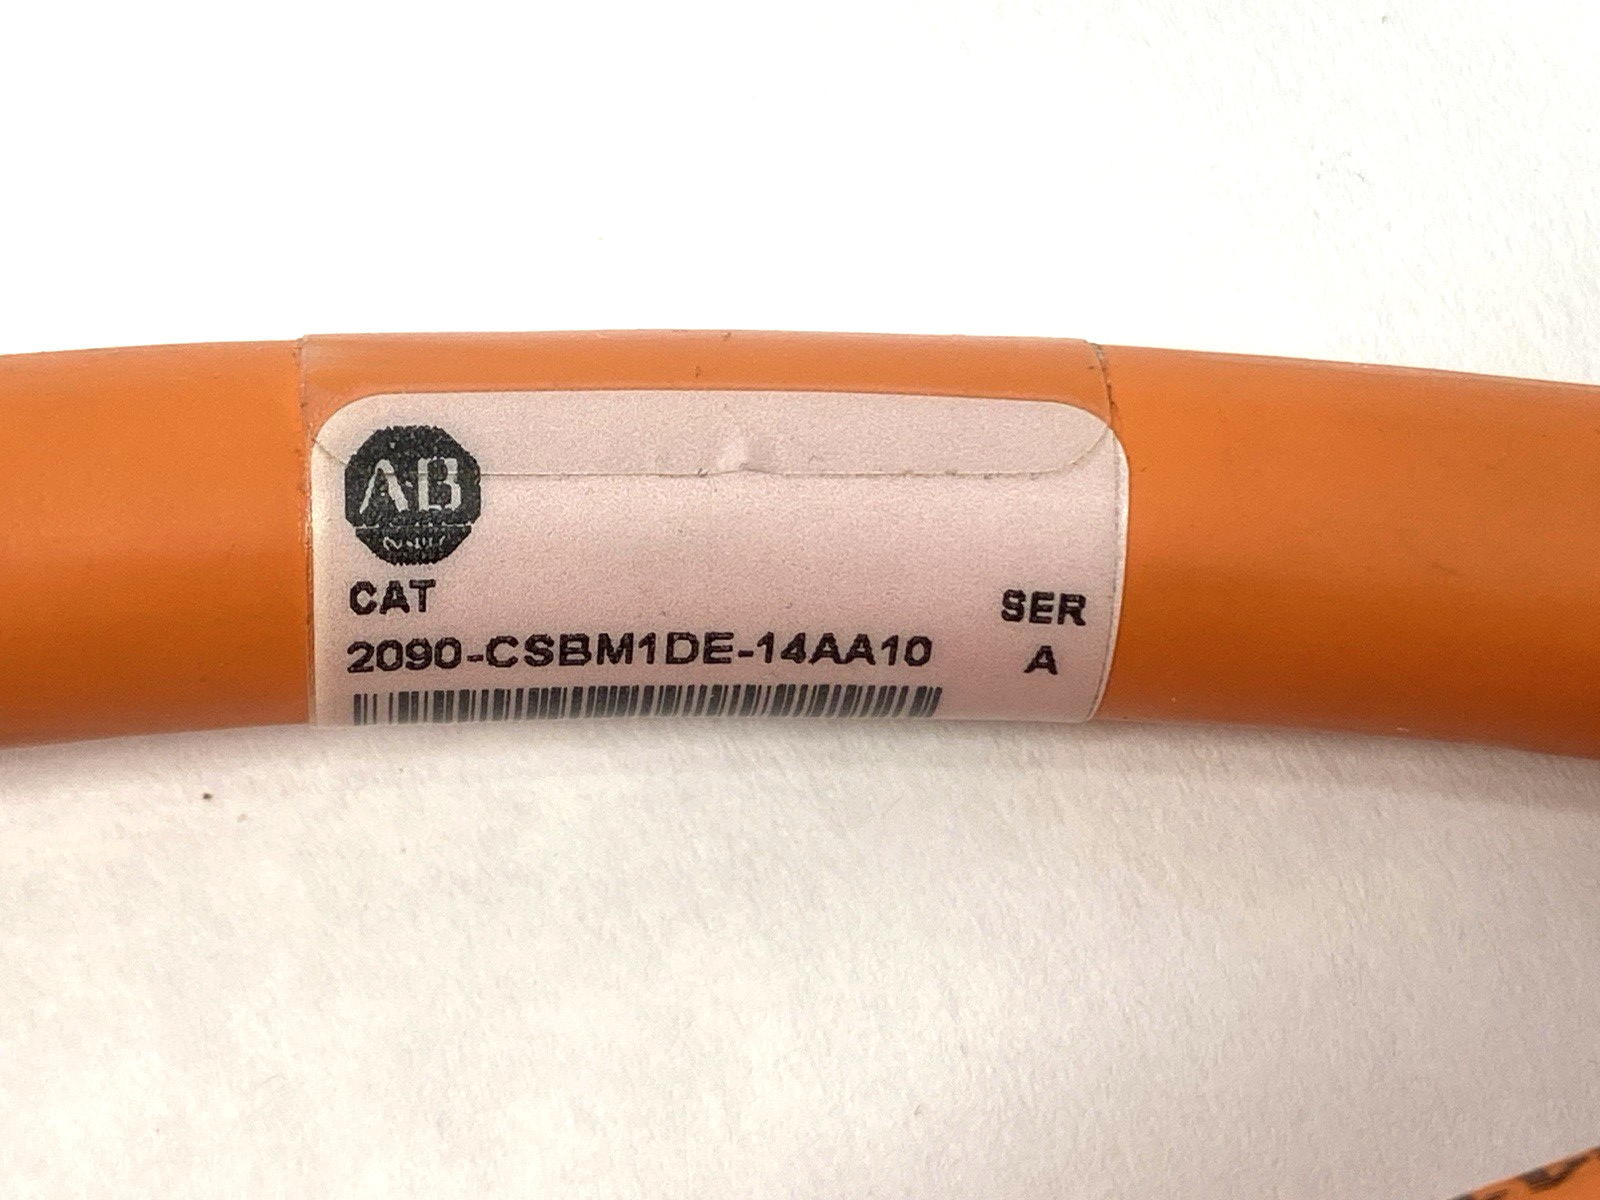 AB
CAT
SER
2090-CSBM1DE-14AA10
A